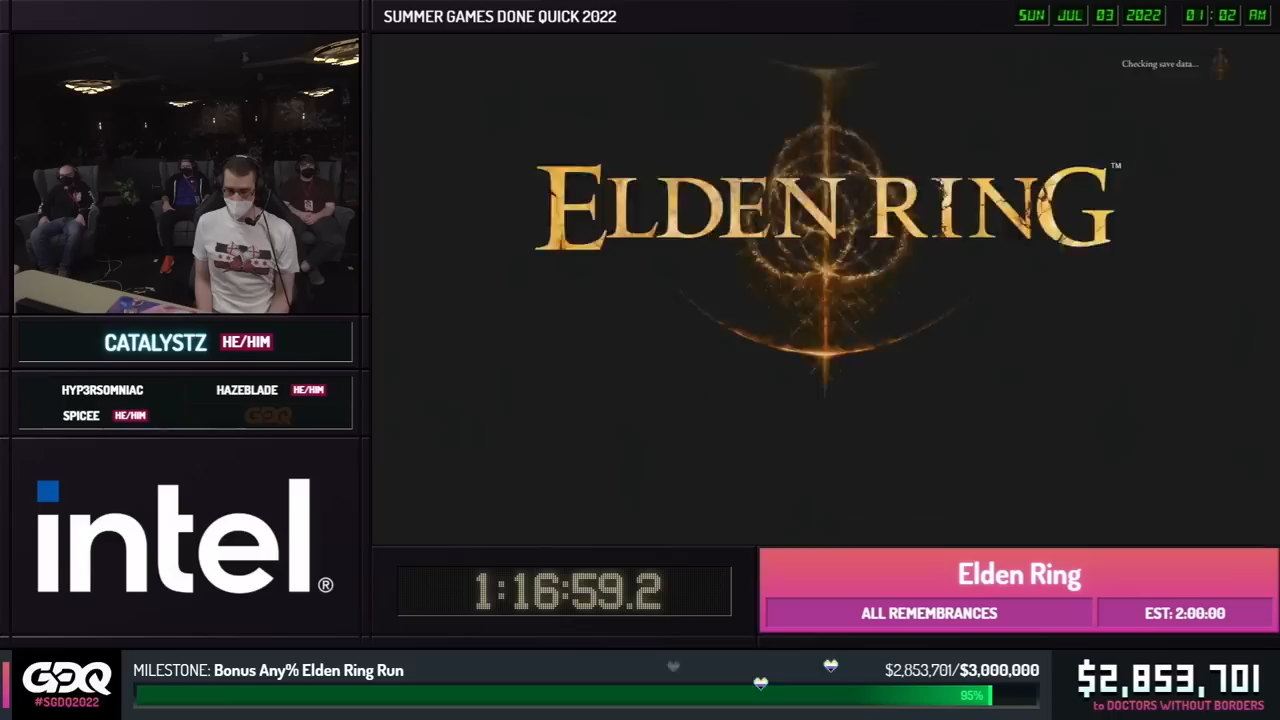 SUMMER GAMES DONE QUICK 2022
SUN JUL 03 2022 01:02 AM
Checking save data...
ELDEN RING™
CATALYSTZ HE/HIM
HYP3RSOMNIAC HAZEBLADE HE/HIM
SPICEE HE/HIM GDQ
intel®
1:16:59.2
Elden Ring
ALL REMEMBRANCES EST: 2:00:00
GDQ
#SGDQ2022
MILESTONE: Bonus Any% Elden Ring Run $2,853,701/$3,000,000
95%
$2,853,701
to DOCTORS WITHOUT BORDERS